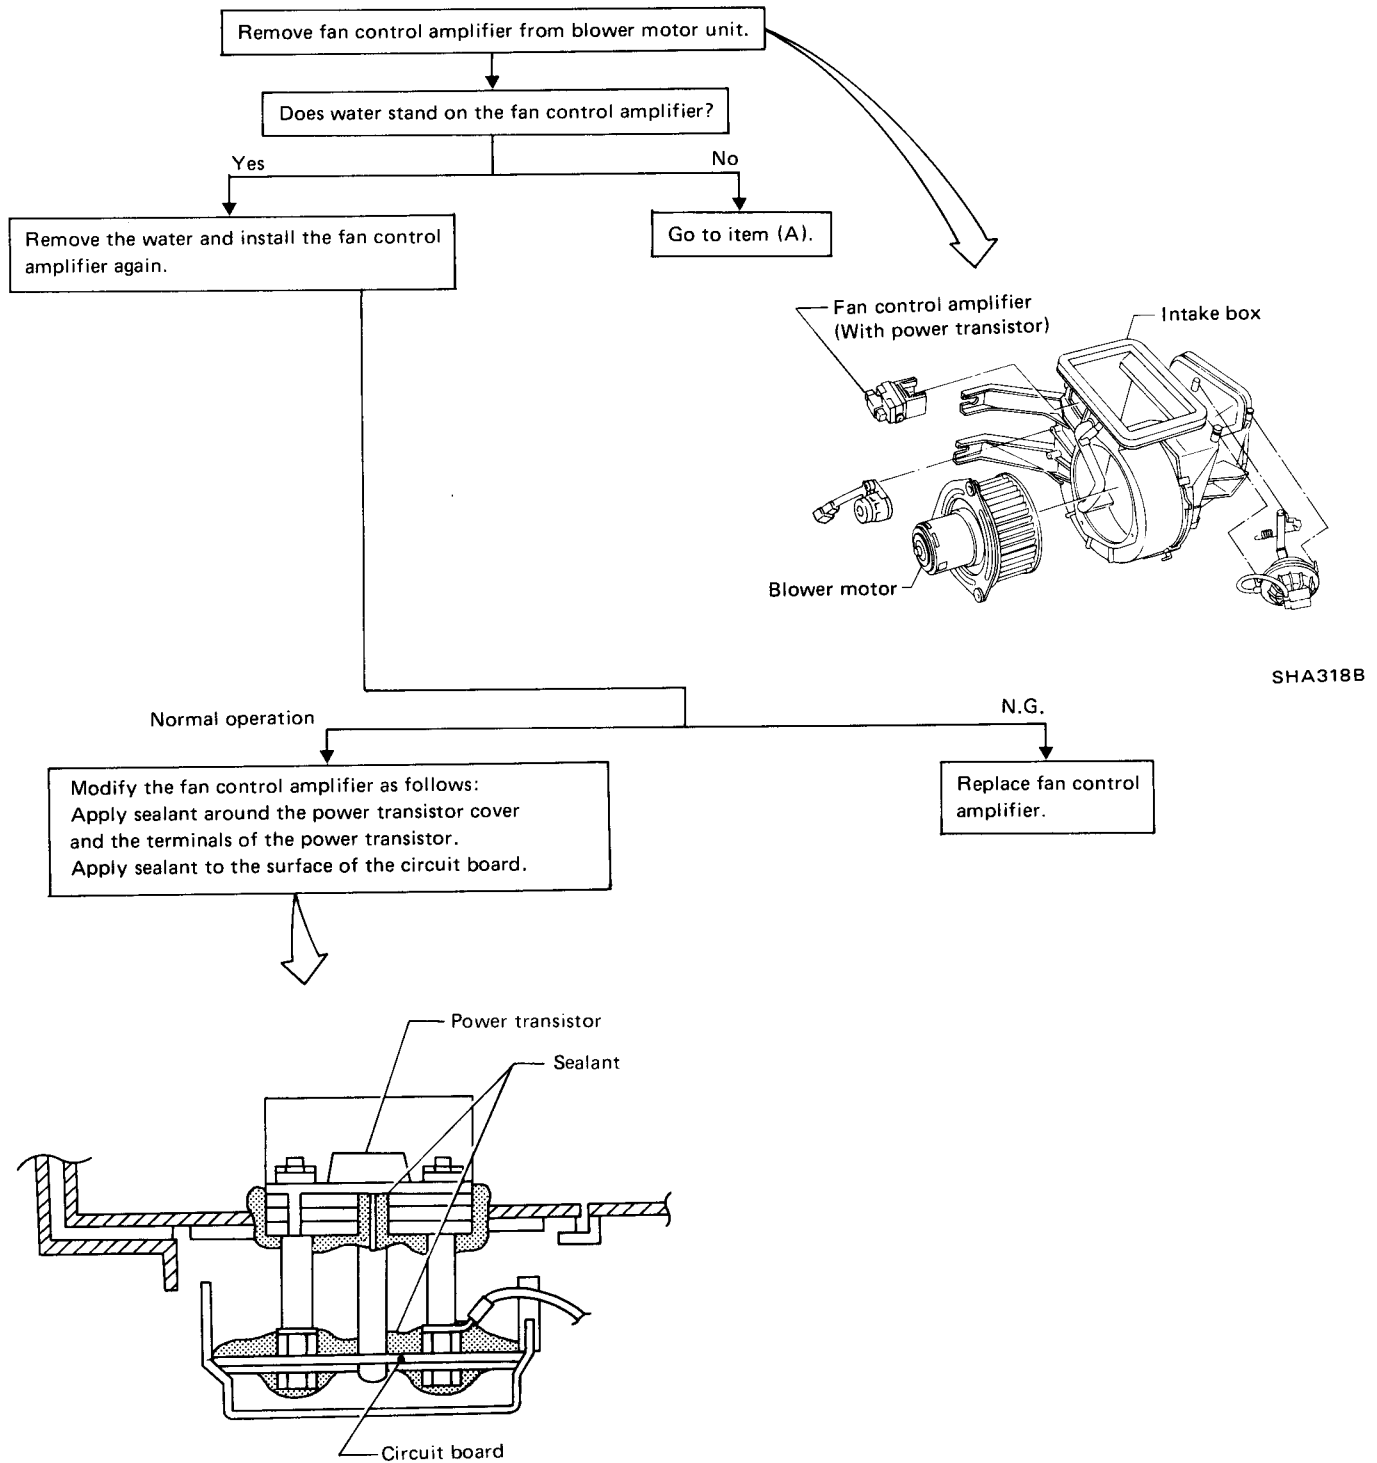 Remove fan control amplifier from blower motor unit.
Does water stand on the fan control amplifier?
Yes
No
Remove the water and install the fan control
amplifier again.
Go to item (A).
Fan control amplifier
(With power transistor)
Intake box
Blower motor
SHA318B
Normal operation
N.G.
Modify the fan control amplifier as follows:
Apply sealant around the power transistor cover
and the terminals of the power transistor.
Apply sealant to the surface of the circuit board.
Replace fan control
amplifier.
Power transistor
Sealant
Circuit board